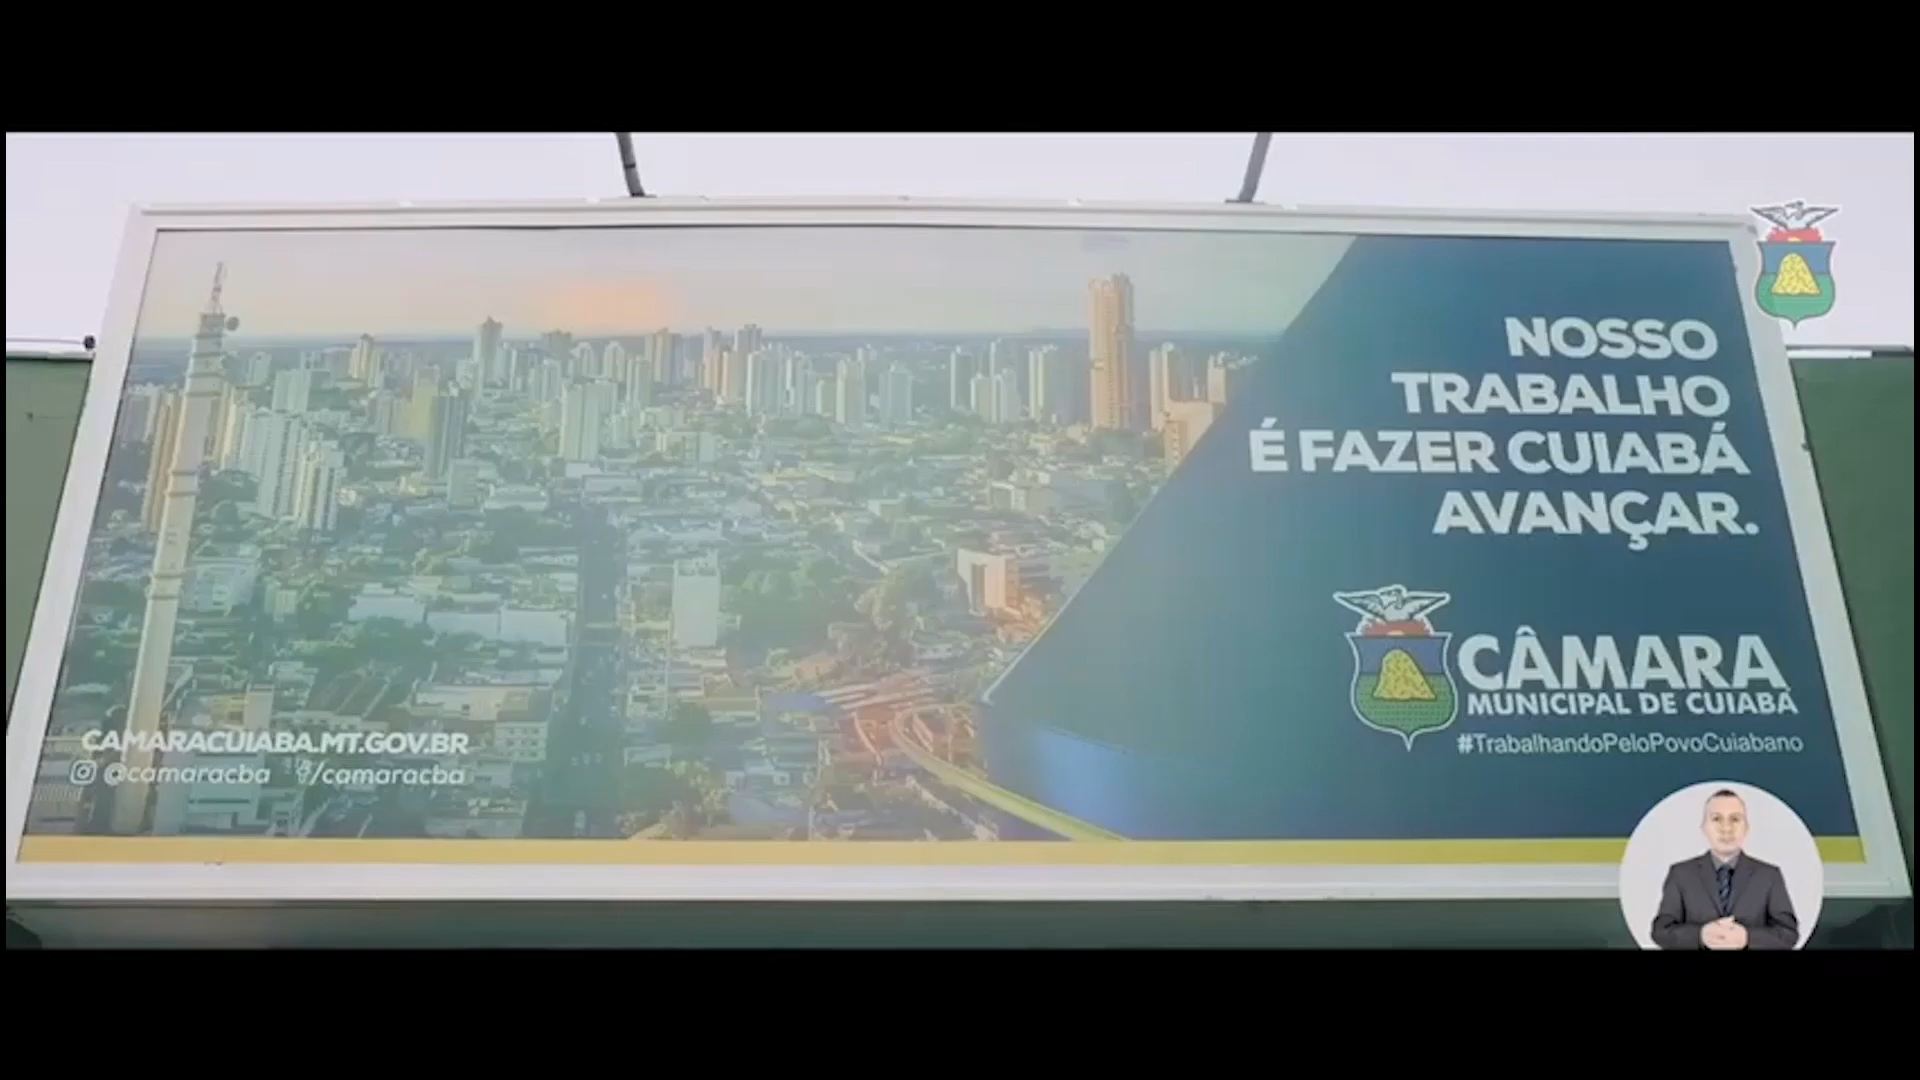 NOSSO
TRABALHO
É FAZER CUIABÁ
AVANÇAR.
CÂMARA
MUNICIPAL DE CUIABÁ
#TrabalhandoPeloPovoCuiabano
CAMARACUIABA.MT.GOV.BR
@camaracba f/camaracba